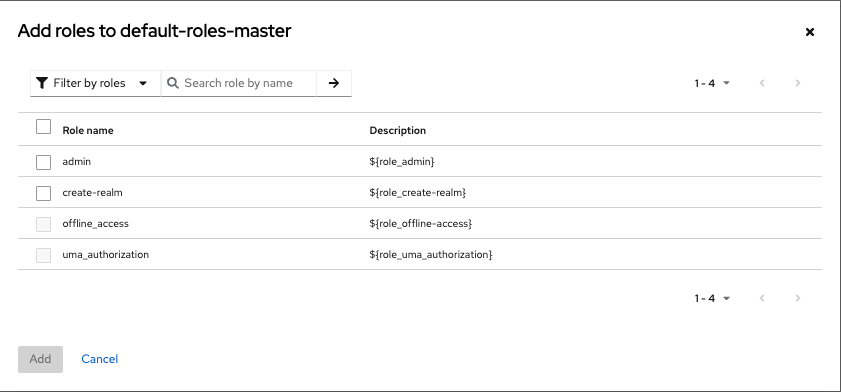 Add roles to default-roles-master
Filter by roles Search role by name 1 - 4
Role name Description
admin ${role_admin}
create-realm ${role_create-realm}
offline_access ${role_offline-access}
uma_authorization ${role_uma_authorization}
1 - 4
Add Cancel